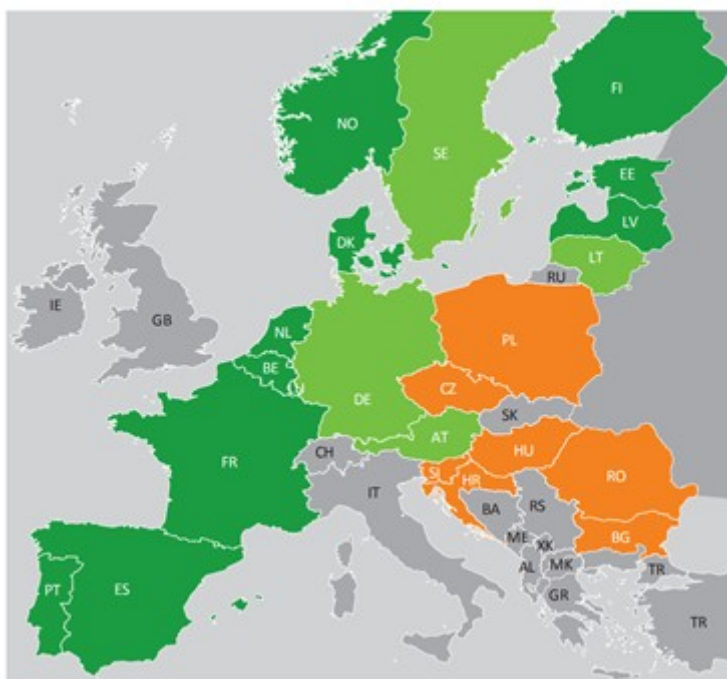 FI
NO
SE
EE
LV
DK
LT
RU
IE
GB
NL
PL
BE
LU
CZ
DE
SK
AT
FR
CH
HU
SI
HR
RO
IT
BA
RS
BG
ME
XK
AL
MK
TR
PT
ES
GR
TR